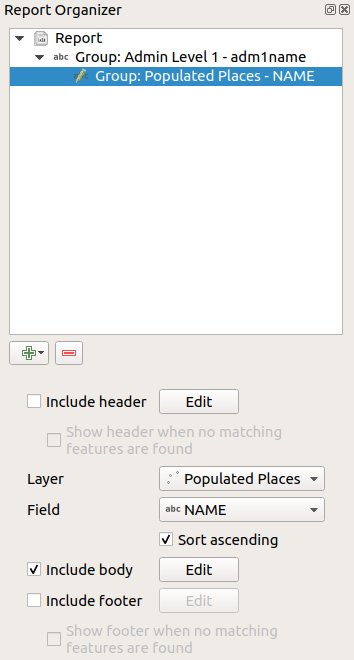 Report Organizer
Report
abc Group: Admin Level 1 - adm1name
Group: Populated Places - NAME
Include header Edit
Show header when no matching
features are found
Layer Populated Places
Field abc NAME
Sort ascending
Include body Edit
Include footer Edit
Show footer when no matching
features are found